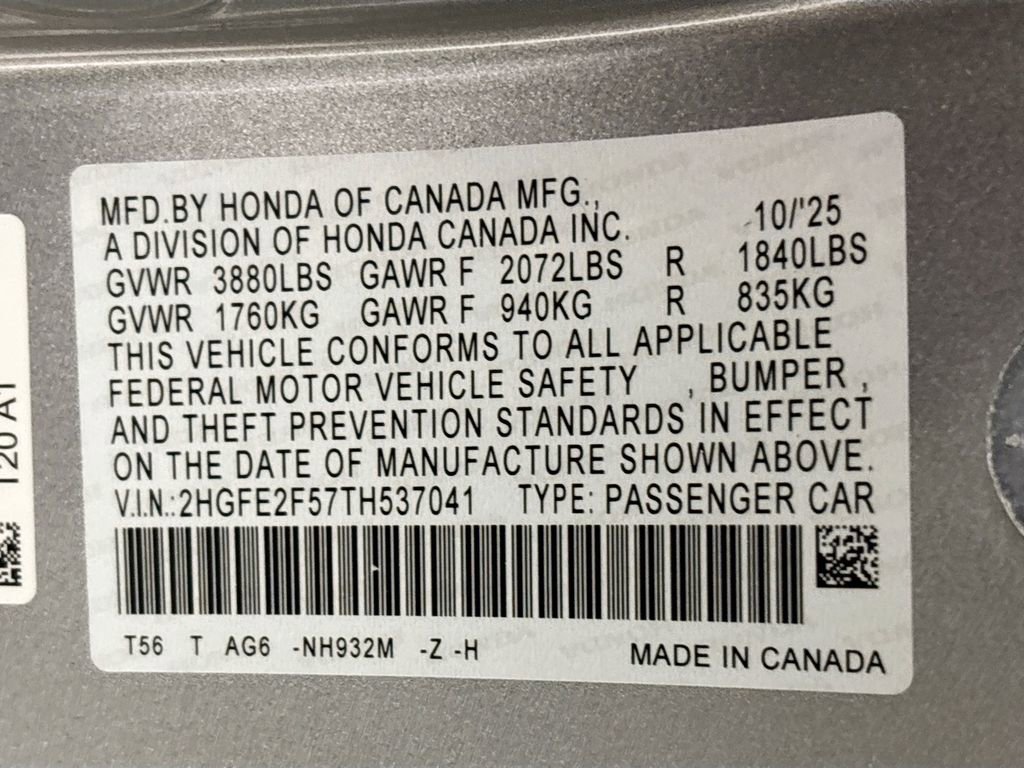 MFD.BY HONDA OF CANADA MFG.,
A DIVISION OF HONDA CANADA INC. 10/'25
GVWR 3880LBS GAWR F 2072LBS R 1840LBS
GVWR 1760KG GAWR F 940KG R 835KG
THIS VEHICLE CONFORMS TO ALL APPLICABLE
FEDERAL MOTOR VEHICLE SAFETY , BUMPER ,
AND THEFT PREVENTION STANDARDS IN EFFECT
ON THE DATE OF MANUFACTURE SHOWN ABOVE.
V.I.N.:2HGFE2F57TH537041 TYPE: PASSENGER CAR
T56 T AG6 -NH932M -Z -H
MADE IN CANADA